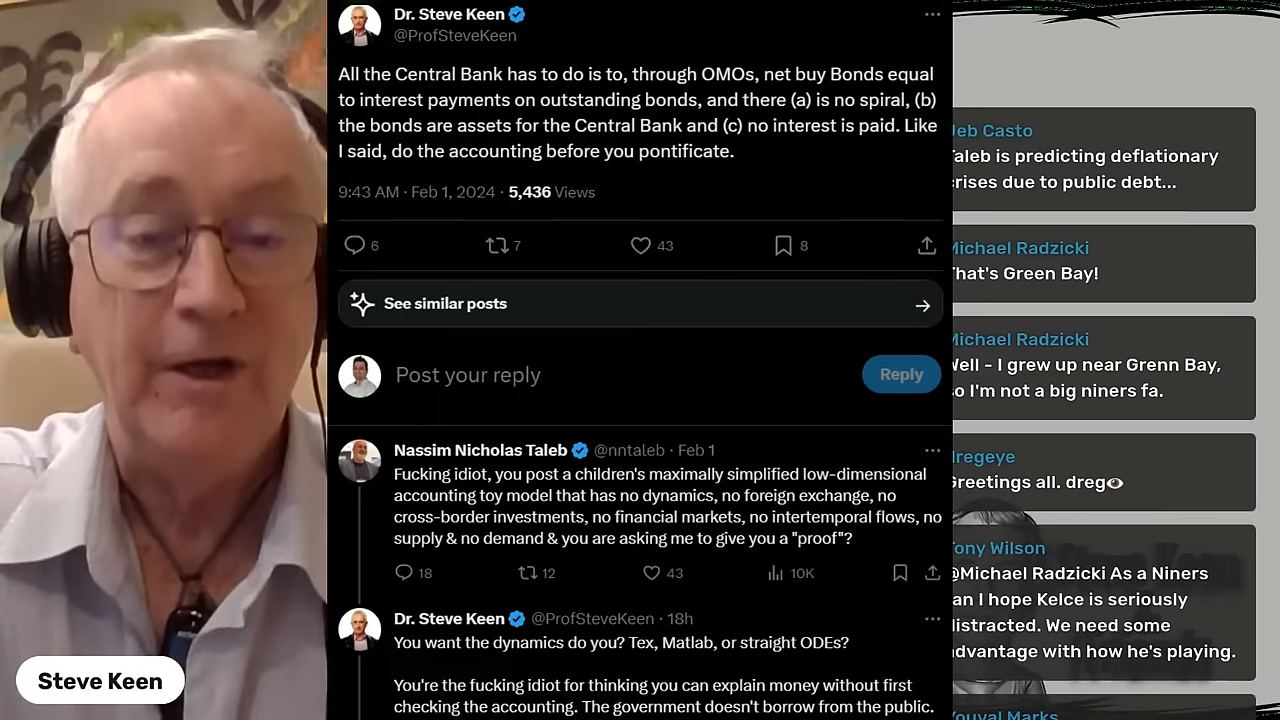 Dr. Steve Keen
@ProfSteveKeen
All the Central Bank has to do is to, through OMOs, net buy Bonds equal
to interest payments on outstanding bonds, and there (a) is no spiral, (b)
the bonds are assets for the Central Bank and (c) no interest is paid. Like
I said, do the accounting before you pontificate.
9:43 AM · Feb 1, 2024 · 5,436 Views
6
7
43
8
See similar posts
Post your reply
Reply
Nassim Nicholas Taleb @nntaleb · Feb 1
Fucking idiot, you post a children's maximally simplified low-dimensional
accounting toy model that has no dynamics, no foreign exchange, no
cross-border investments, no financial markets, no intertemporal flows, no
supply & no demand & you are asking me to give you a "proof"?
18
12
43
10K
Dr. Steve Keen @ProfSteveKeen · 18h
You want the dynamics do you? Tex, Matlab, or straight ODEs?
You're the fucking idiot for thinking you can explain money without first
checking the accounting. The government doesn't borrow from the public.
Steve Keen
Jeb Casto
Taleb is predicting deflationary
crises due to public debt...
Michael Radzicki
That's Green Bay!
Michael Radzicki
Well - I grew up near Grenn Bay,
so I'm not a big niners fa.
dregeye
Greetings all. dreg👁
Tony Wilson
@Michael Radzicki As a Niners
fan I hope Kelce is seriously
distracted. We need some
advantage with how he's playing.
Youval Marks